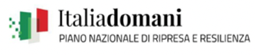 Italiadomani
PIANO NAZIONALE DI RIPRESA E RESILIENZA